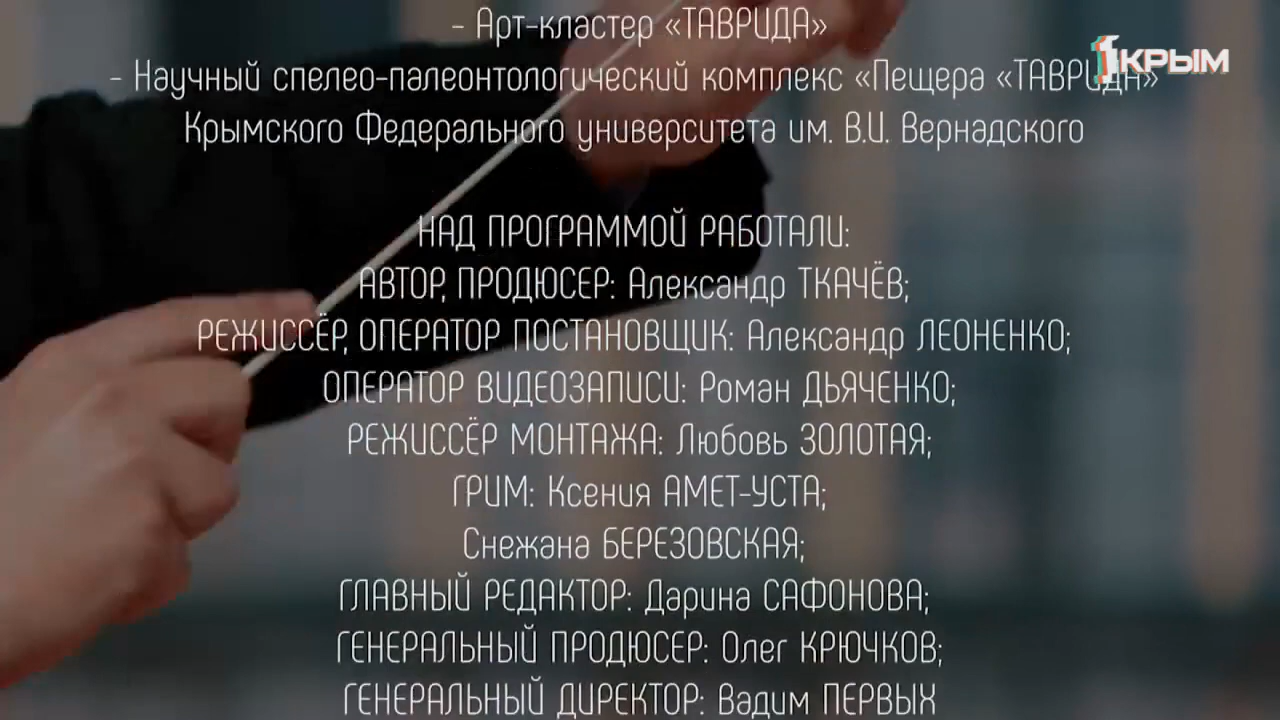 - Арт-кластер «ТАВРИДА»
1КРЫМ
- Научный спелео-палеонтологический комплекс «Пещера «ТАВРИДА»
Крымского Федерального университета им. В.И. Вернадского
НАД ПРОГРАММОЙ РАБОТАЛИ:
АВТОР, ПРОДЮСЕР: Александр ТКАЧЁВ;
РЕЖИССЁР, ОПЕРАТОР ПОСТАНОВЩИК: Александр ЛЕОНЕНКО;
ОПЕРАТОР ВИДЕОЗАПИСИ: Роман ДЬЯЧЕНКО;
РЕЖИССЁР МОНТАЖА: Любовь ЗОЛОТАЯ;
ГРИМ: Ксения АМЕТ-УСТА;
Снежана БЕРЕЗОВСКАЯ;
ГЛАВНЫЙ РЕДАКТОР: Дарина САФОНОВА;
ГЕНЕРАЛЬНЫЙ ПРОДЮСЕР: Олег КРЮЧКОВ;
ГЕНЕРАЛЬНЫЙ ДИРЕКТОР: Вадим ПЕРВЫХ